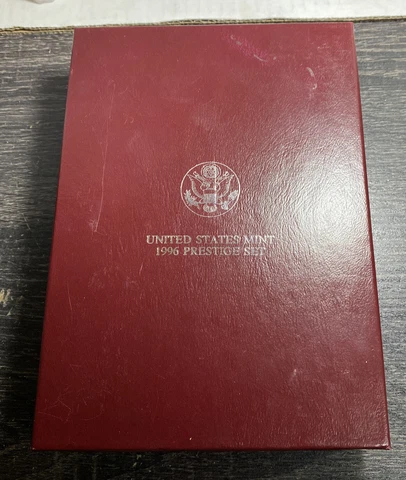 UNITED STATES MINT
1996 PRESTIGE SET